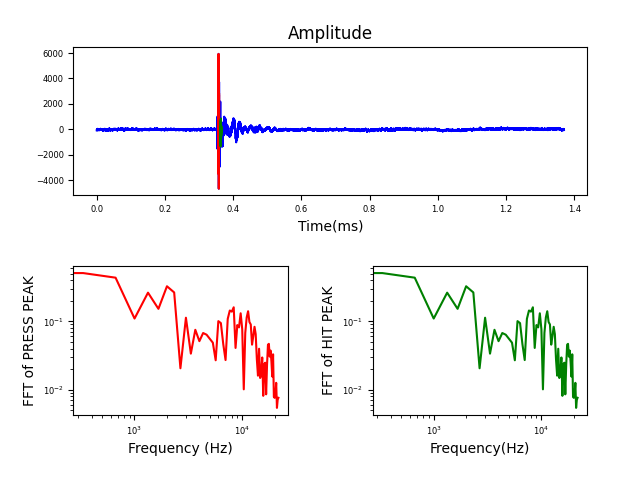 Amplitude
6000
4000
2000
0
−2000
−4000
0.0 0.2 0.4 0.6 0.8 1.0 1.2 1.4
Time(ms)
FFT of PRESS PEAK
10⁻¹
10⁻²
10³ 10⁴
Frequency (Hz)
FFT of HIT PEAK
10⁻¹
10⁻²
10³ 10⁴
Frequency(Hz)